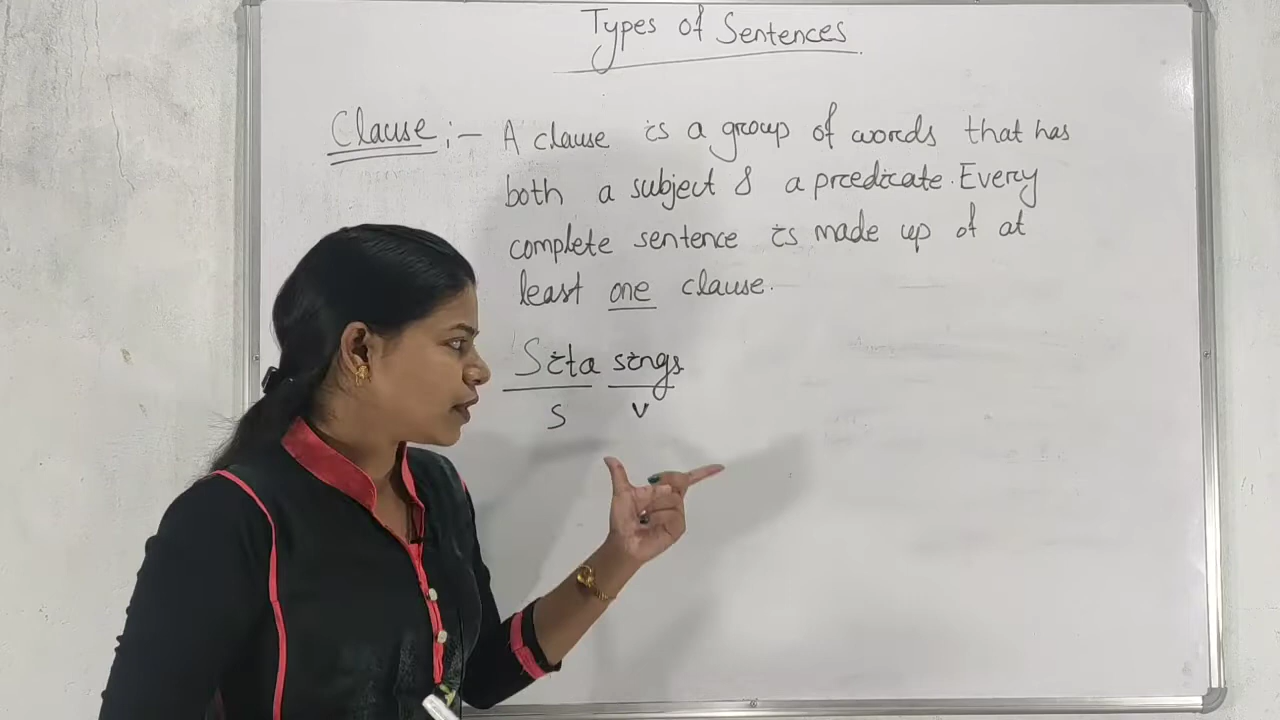 Types of Sentences
Clause :- A clause is a group of words that has
both a subject & a predicate. Every
complete sentence is made up of at
least one clause.
Sita sings
S V